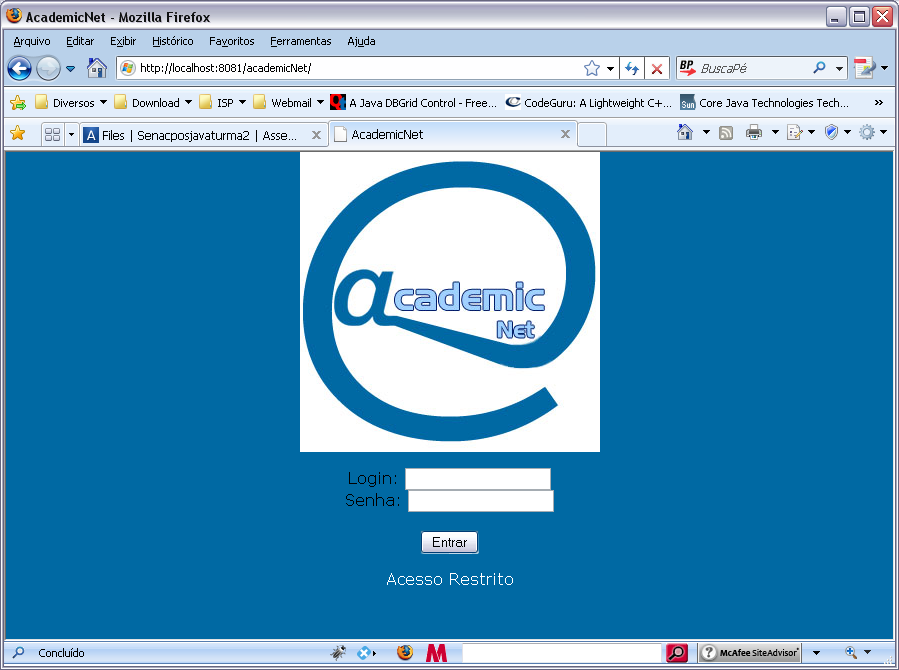 AcademicNet - Mozilla Firefox
Arquivo Editar Exibir Histórico Favoritos Ferramentas Ajuda
http://localhost:8081/academicNet/
BP BuscaPé
Diversos Download ISP Webmail A Java DBGrid Control - Free... CodeGuru: A Lightweight C+... Sun Core Java Technologies Tech... »
A Files | Senacposjavaturma2 | Asse... AcademicNet
academic
Net
Login:
Senha:
Entrar
Acesso Restrito
Concluído M McAfee SiteAdvisor